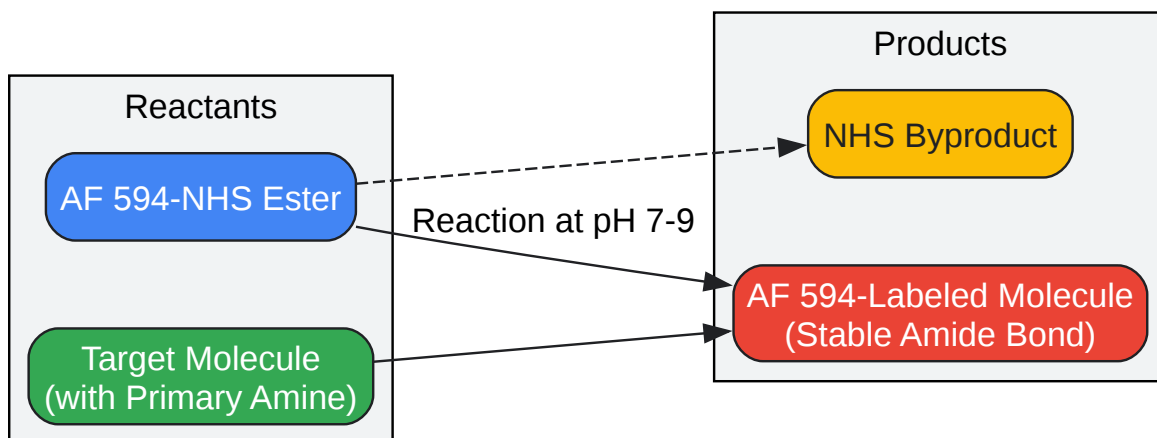 Reactants
AF 594-NHS Ester
Target Molecule
(with Primary Amine)
Reaction at pH 7-9
Products
NHS Byproduct
AF 594-Labeled Molecule
(Stable Amide Bond)